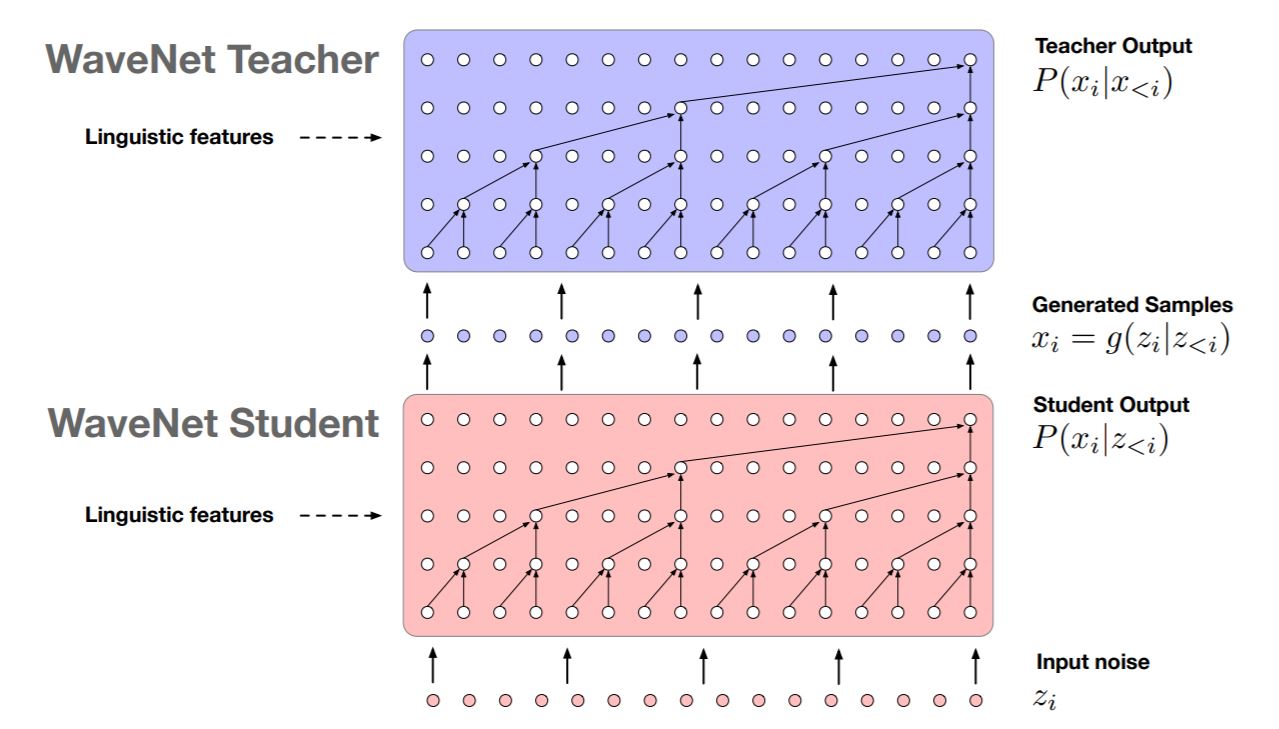 WaveNet Teacher
Teacher Output
P(x_i|x_{<i})
Linguistic features
Generated Samples
x_i = g(z_i|z_{<i})
WaveNet Student
Student Output
P(x_i|z_{<i})
Linguistic features
Input noise
z_i